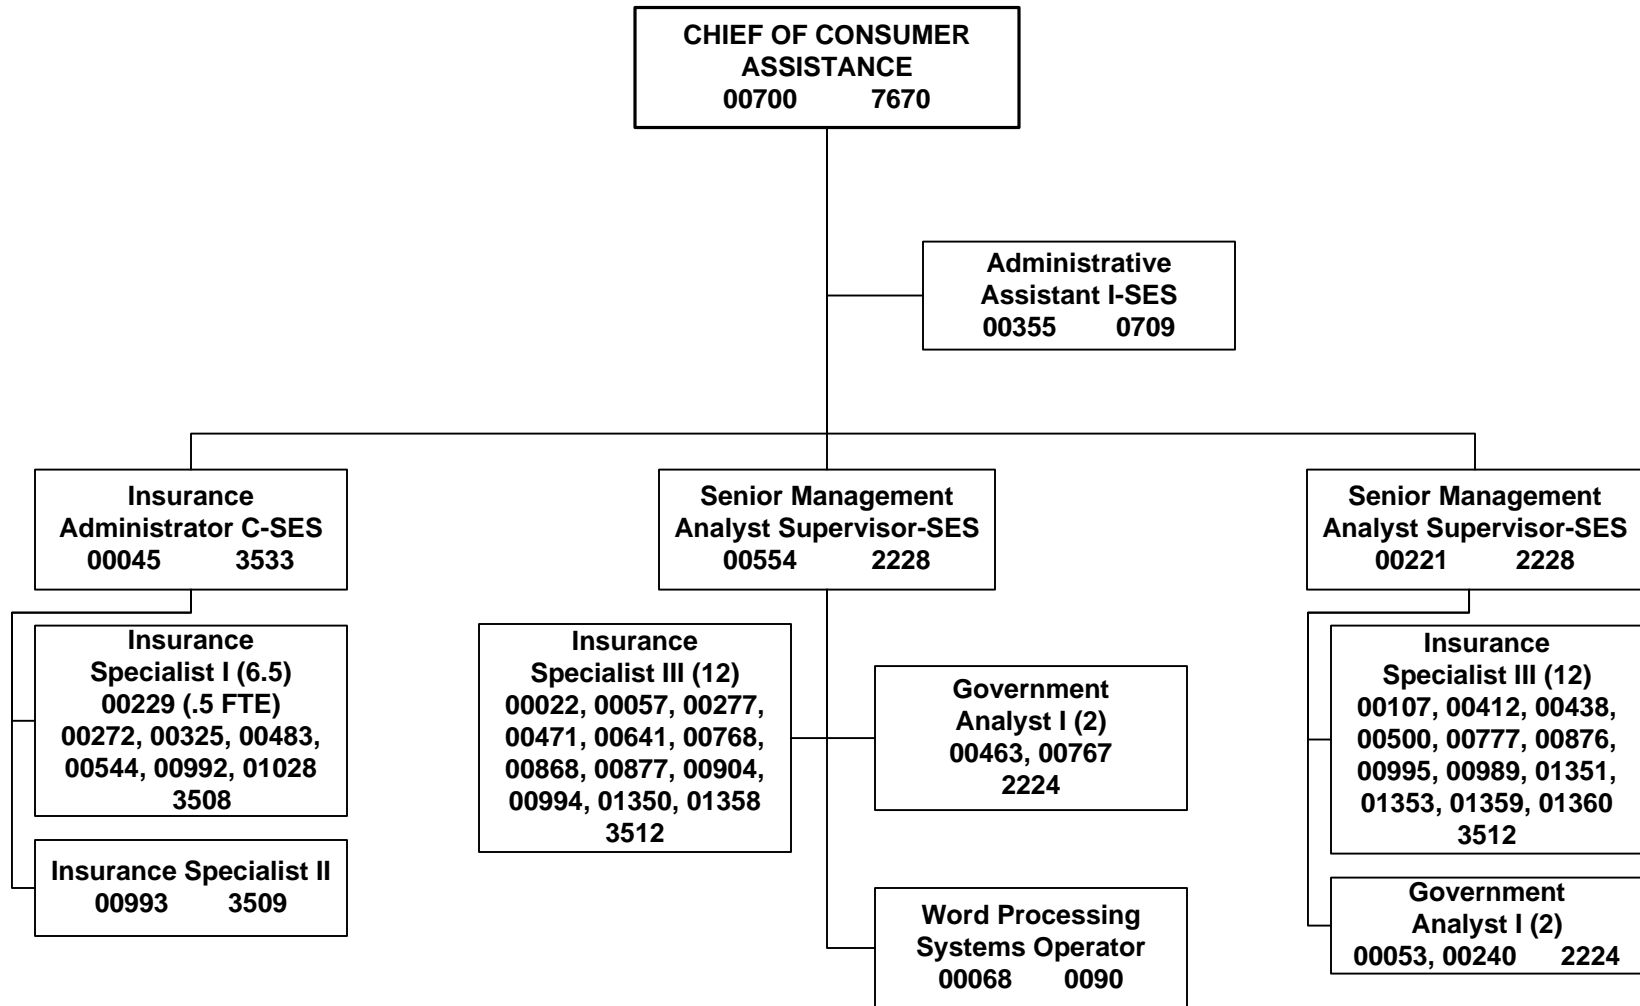 CHIEF OF CONSUMER
ASSISTANCE
00700 7670
Administrative
Assistant I-SES
00355 0709
Insurance
Administrator C-SES
00045 3533
Senior Management
Analyst Supervisor-SES
00554 2228
Senior Management
Analyst Supervisor-SES
00221 2228
Insurance
Specialist I (6.5)
00229 (.5 FTE)
00272, 00325, 00483,
00544, 00992, 01028
3508
Insurance Specialist II
00993 3509
Insurance
Specialist III (12)
00022, 00057, 00277,
00471, 00641, 00768,
00868, 00877, 00904,
00994, 01350, 01358
3512
Government
Analyst I (2)
00463, 00767
2224
Word Processing
Systems Operator
00068 0090
Insurance
Specialist III (12)
00107, 00412, 00438,
00500, 00777, 00876,
00995, 00989, 01351,
01353, 01359, 01360
3512
Government
Analyst I (2)
00053, 00240 2224